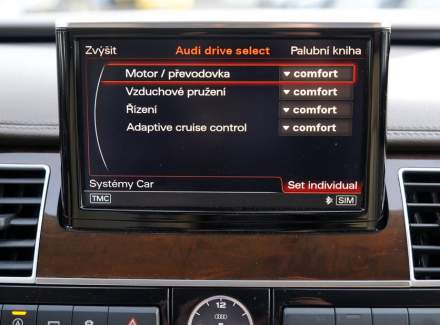 Zvýšit Audi drive select Palubní kniha
Motor / převodovka comfort
Vzduchové pružení comfort
Řízení comfort
Adaptive cruise control comfort
Systémy Car Set individual
TMC SIM
12